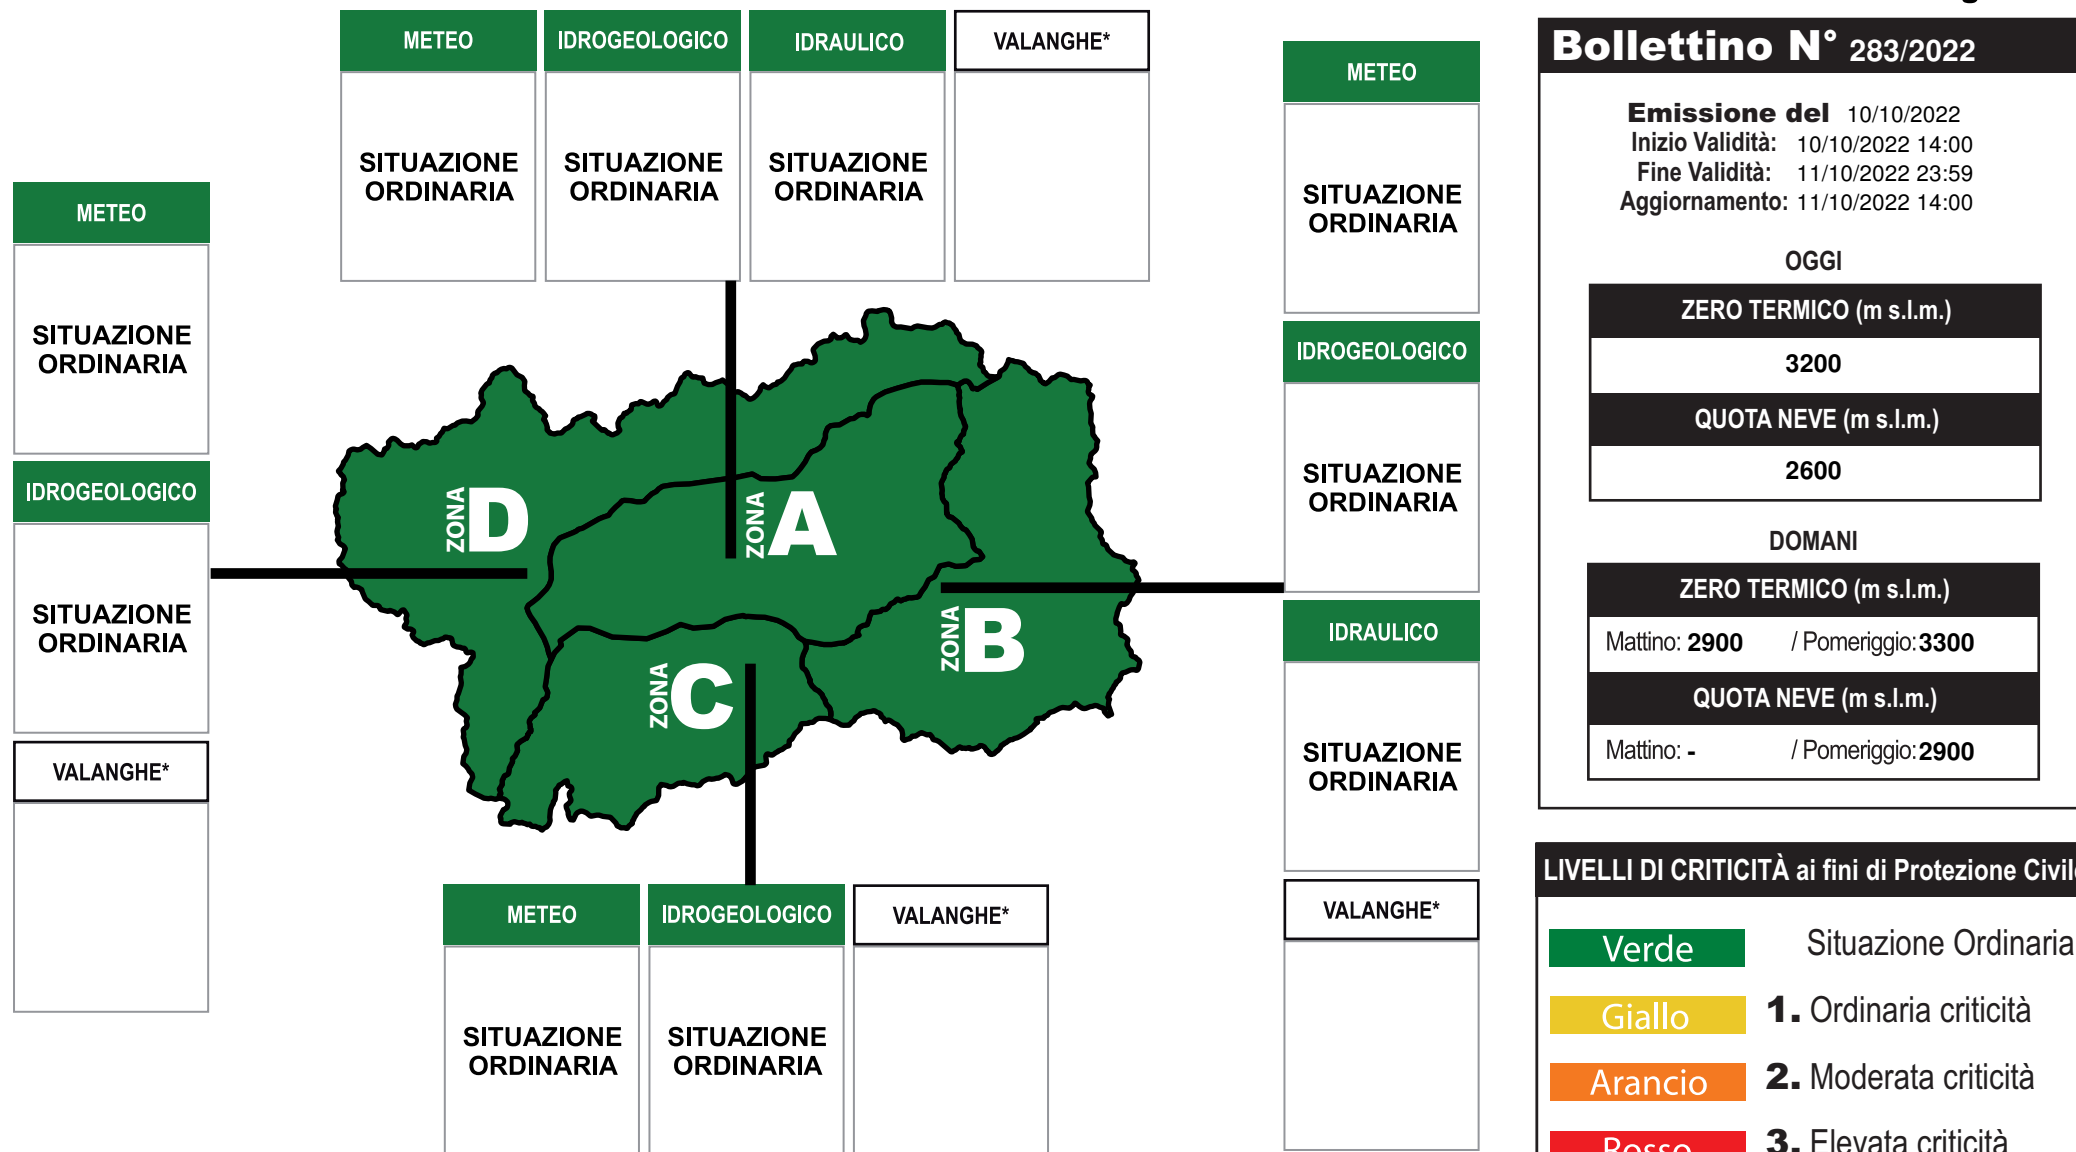 METEO
IDROGEOLOGICO
IDRAULICO
VALANGHE*
SITUAZIONE
ORDINARIA
SITUAZIONE
ORDINARIA
SITUAZIONE
ORDINARIA
METEO
SITUAZIONE
ORDINARIA
IDROGEOLOGICO
SITUAZIONE
ORDINARIA
VALANGHE*
ZONA D
ZONA A
ZONA B
ZONA C
METEO
SITUAZIONE
ORDINARIA
IDROGEOLOGICO
SITUAZIONE
ORDINARIA
IDRAULICO
SITUAZIONE
ORDINARIA
VALANGHE*
METEO
IDROGEOLOGICO
VALANGHE*
SITUAZIONE
ORDINARIA
SITUAZIONE
ORDINARIA
Bollettino N° 283/2022
Emissione del 10/10/2022
Inizio Validità: 10/10/2022 14:00
Fine Validità: 11/10/2022 23:59
Aggiornamento: 11/10/2022 14:00
OGGI
ZERO TERMICO (m s.l.m.)
3200
QUOTA NEVE (m s.l.m.)
2600
DOMANI
ZERO TERMICO (m s.l.m.)
Mattino: 2900 / Pomeriggio: 3300
QUOTA NEVE (m s.l.m.)
Mattino: - / Pomeriggio: 2900
LIVELLI DI CRITICITÀ ai fini di Protezione Civile
Verde Situazione Ordinaria
Giallo 1. Ordinaria criticità
Arancio 2. Moderata criticità
Rosso 3. Elevata criticità